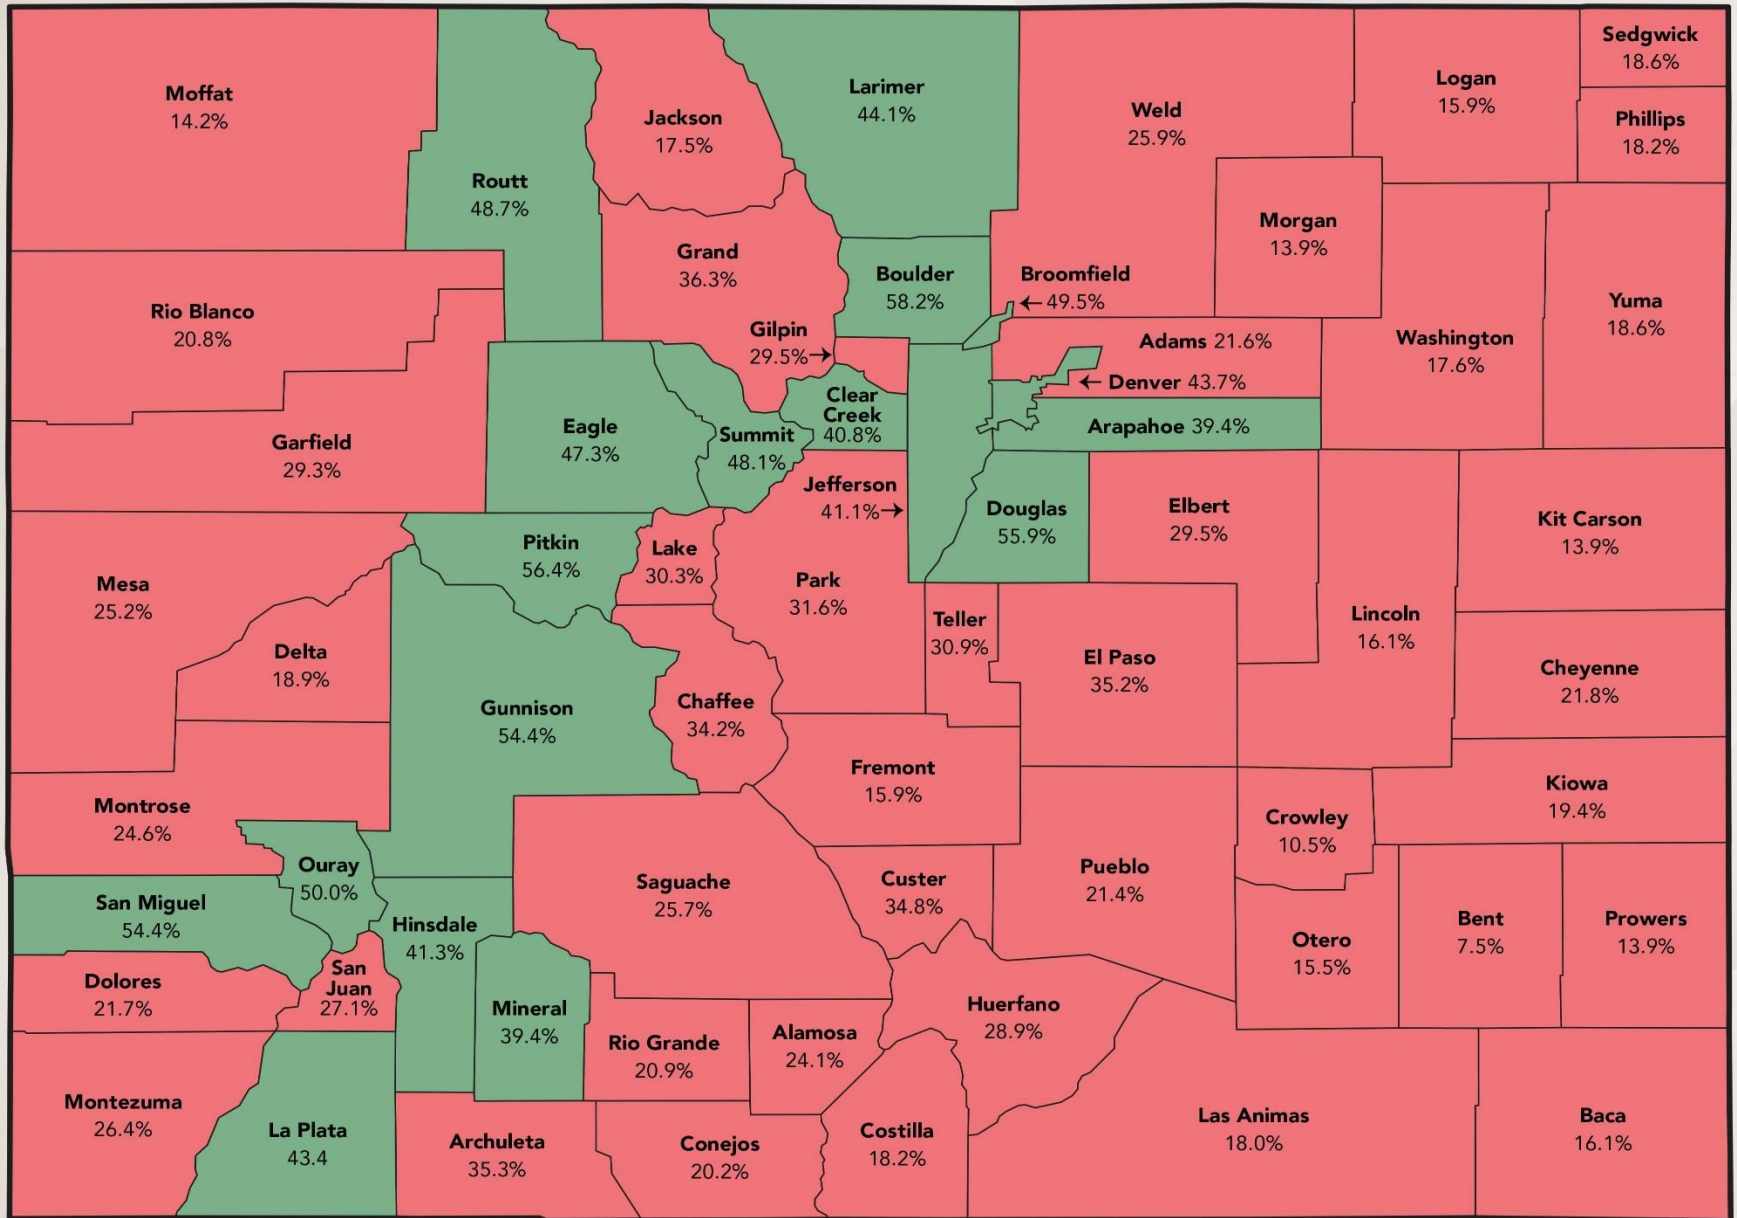 Moffat
14.2%
Routt
48.7%
Jackson
17.5%
Larimer
44.1%
Weld
25.9%
Logan
15.9%
Sedgwick
18.6%
Phillips
18.2%
Morgan
13.9%
Rio Blanco
20.8%
Grand
36.3%
Boulder
58.2%
Broomfield
←49.5%
Yuma
18.6%
Washington
17.6%
Gilpin
29.5%→
Adams 21.6%
← Denver 43.7%
Arapahoe 39.4%
Garfield
29.3%
Eagle
47.3%
Summit
48.1%
Clear
Creek
40.8%
Jefferson
41.1%→
Douglas
55.9%
Elbert
29.5%
Kit Carson
13.9%
Mesa
25.2%
Pitkin
56.4%
Lake
30.3%
Park
31.6%
Teller
30.9%
Lincoln
16.1%
Delta
18.9%
El Paso
35.2%
Cheyenne
21.8%
Gunnison
54.4%
Chaffee
34.2%
Fremont
15.9%
Kiowa
19.4%
Montrose
24.6%
Crowley
10.5%
Ouray
50.0%
San Miguel
54.4%
Hinsdale
41.3%
Saguache
25.7%
Custer
34.8%
Pueblo
21.4%
Otero
15.5%
Bent
7.5%
Prowers
13.9%
Dolores
21.7%
San
Juan
27.1%
Mineral
39.4%
Rio Grande
20.9%
Alamosa
24.1%
Huerfano
28.9%
Montezuma
26.4%
La Plata
43.4
Archuleta
35.3%
Conejos
20.2%
Costilla
18.2%
Las Animas
18.0%
Baca
16.1%